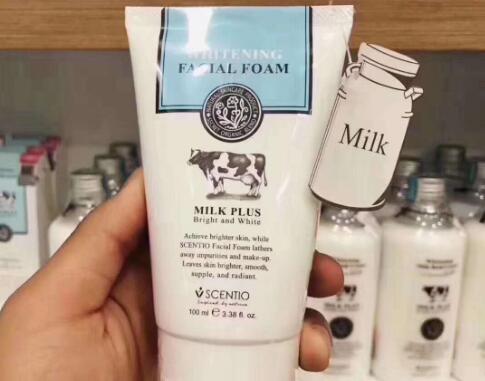 WHITENING
FACIAL FOAM
MILK PLUS
Bright and White
Achieve brighter skin, while
SCENTIO Facial Foam lathers
away impurities and make-up.
Leaves skin brighter, smooth,
supple, and radiant.
SCENTIO
Inspired by nature
100 ml ℮ 3.38 fl. oz.
Milk
MILK PLUS